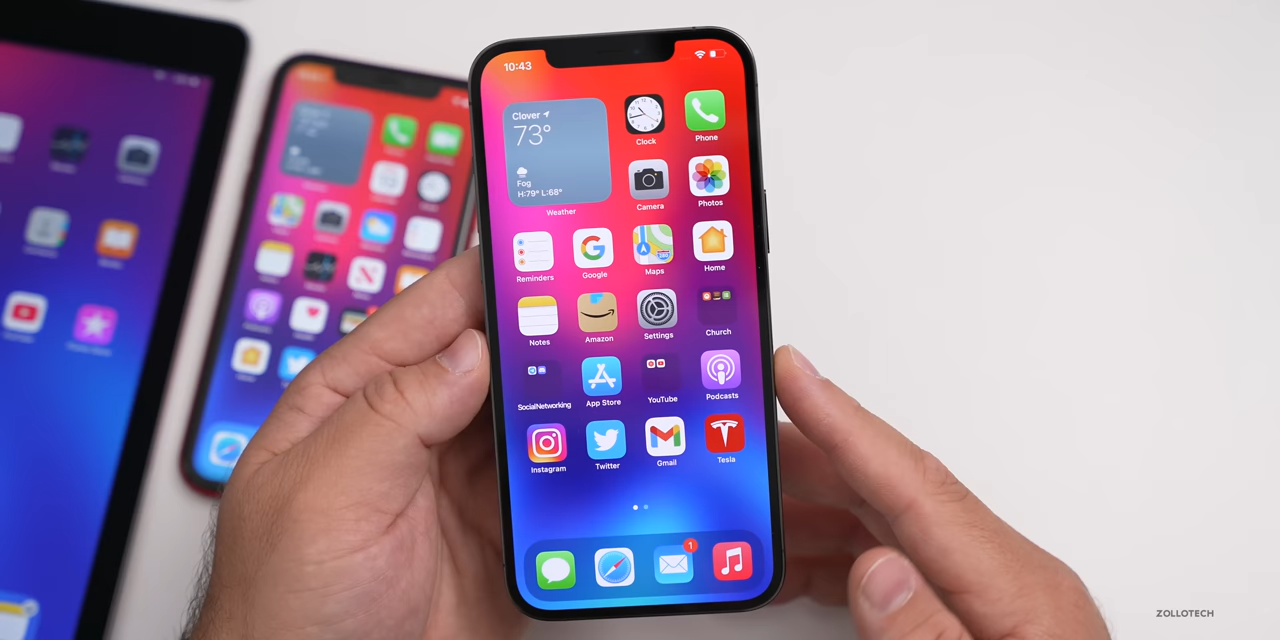 10:43
Clover
73°
Fog
H:79° L:68°
Weather
Clock
Phone
Camera
Photos
Reminders
Google
Maps
Home
Notes
Amazon
Settings
Church
SocialNetworking
App Store
YouTube
Podcasts
Instagram
Twitter
Gmail
Tesla
1
ZOLLOTECH